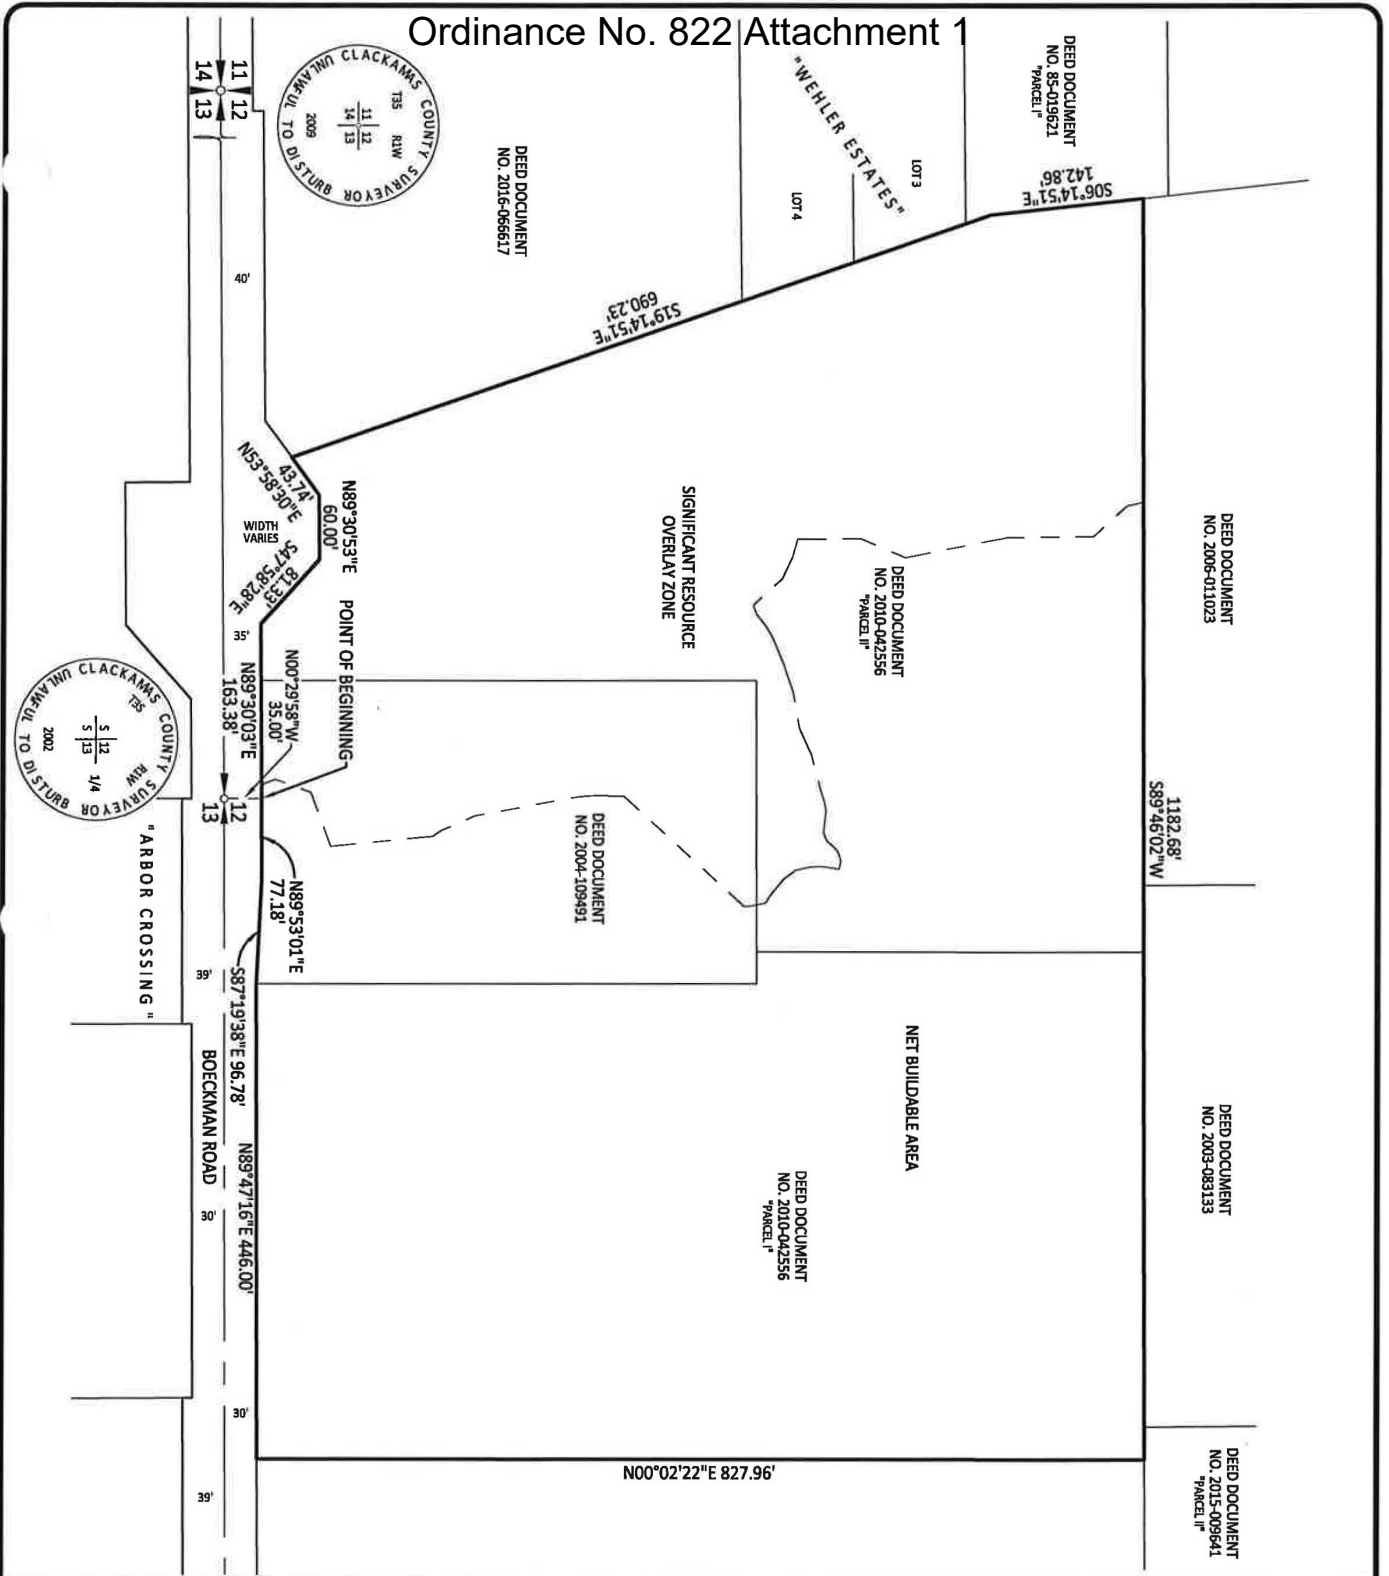 Ordinance No. 822 Attachment 1
DEED DOCUMENT
NO. 85-019621
"PARCEL I"
"WEHLER ESTATES"
LOT 3
LOT 4
S06°14'51"E
142.86'
DEED DOCUMENT
NO. 2016-066617
CLACKAMAS COUNTY SURVEYOR
UNLAWFUL TO DISTURB
T3S R1W
11 12
14 13
2009
11 12
14 13
40'
S19°14'51"E
690.23'
43.74'
N53°58'30"E
N89°30'53"E
60.00'
WIDTH
VARIES
81.33'
S47°58'28"E
35'
SIGNIFICANT RESOURCE
OVERLAY ZONE
DEED DOCUMENT
NO. 2010-042556
"PARCEL II"
DEED DOCUMENT
NO. 2006-011023
POINT OF BEGINNING
N00°29'58"W
35.00'
N89°30'03"E
163.38'
12
13
CLACKAMAS COUNTY SURVEYOR
UNLAWFUL TO DISTURB
T3S R1W
S 12
S 13
1/4
2002
"ARBOR CROSSING"
DEED DOCUMENT
NO. 2004-109491
1182.68'
S89°46'02"W
N89°53'01"E
77.18'
39'
S87°19'38"E 96.78'
BOECKMAN ROAD
N89°47'16"E 446.00'
30'
NET BUILDABLE AREA
DEED DOCUMENT
NO. 2010-042556
"PARCEL I"
DEED DOCUMENT
NO. 2003-083133
30'
39'
N00°02'22"E 827.96'
DEED DOCUMENT
NO. 2015-009641
"PARCEL II"